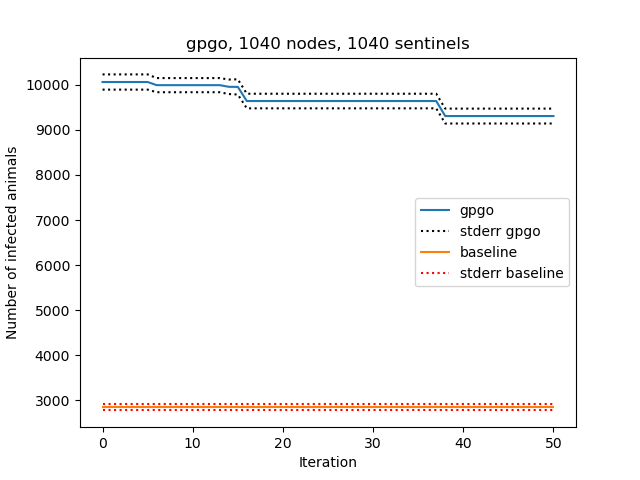 gpgo, 1040 nodes, 1040 sentinels
Number of infected animals
10000
9000
8000
7000
6000
5000
4000
3000
gpgo
stderr gpgo
baseline
stderr baseline
0 10 20 30 40 50
Iteration